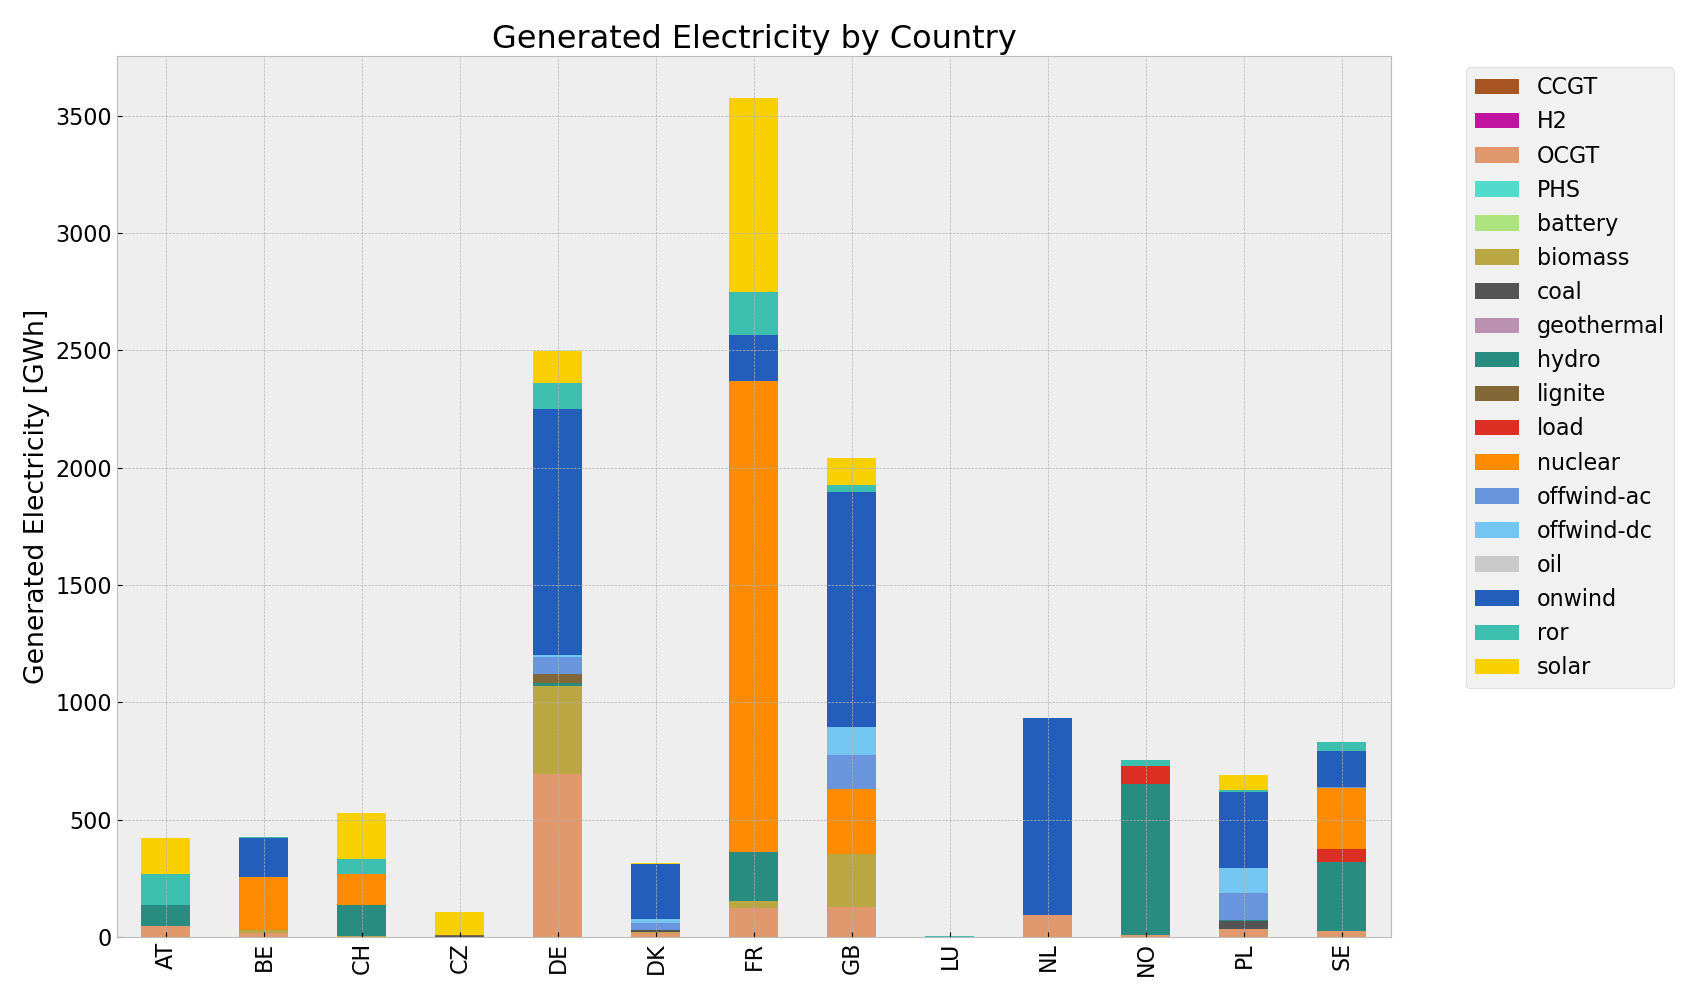 Generated Electricity by Country
Generated Electricity [GWh]
3500
3000
2500
2000
1500
1000
500
0
AT
BE
CH
CZ
DE
DK
FR
GB
LU
NL
NO
PL
SE
CCGT
H2
OCGT
PHS
battery
biomass
coal
geothermal
hydro
lignite
load
nuclear
offwind-ac
offwind-dc
oil
onwind
ror
solar